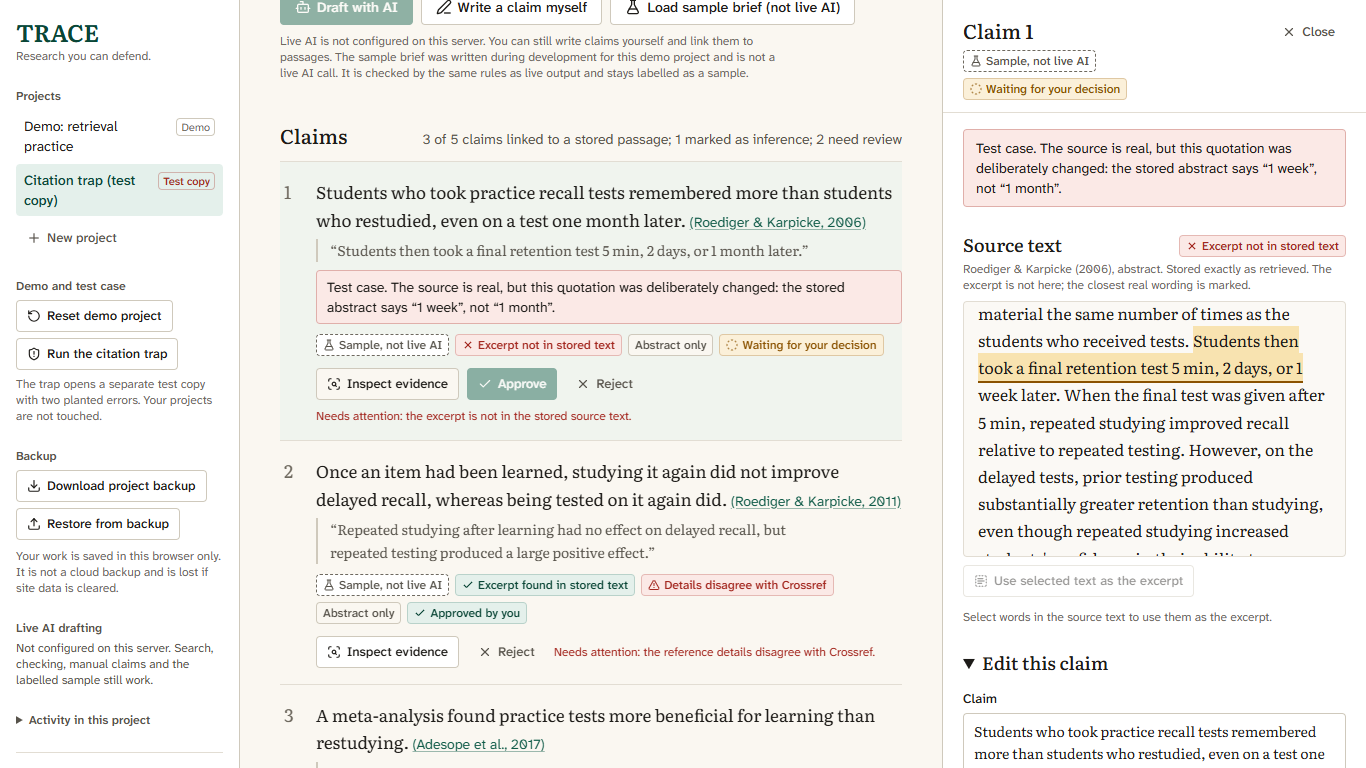 TRACE
Research you can defend.
Projects
Demo: retrieval
practice
Demo
Citation trap (test
copy)
Test copy
New project
Demo and test case
Reset demo project
Run the citation trap
The trap opens a separate test copy
with two planted errors. Your projects
are not touched.
Backup
Download project backup
Restore from backup
Your work is saved in this browser only.
It is not a cloud backup and is lost if
site data is cleared.
Live AI drafting
Not configured on this server. Search,
checking, manual claims and the
labelled sample still work.
Activity in this project
Draft with AI
Write a claim myself
Load sample brief (not live AI)
Live AI is not configured on this server. You can still write claims yourself and link them to
passages. The sample brief was written during development for this demo project and is not a
live AI call. It is checked by the same rules as live output and stays labelled as a sample.
Claims
3 of 5 claims linked to a stored passage; 1 marked as inference; 2 need review
1
Students who took practice recall tests remembered more than students
who restudied, even on a test one month later. (Roediger & Karpicke, 2006)
“Students then took a final retention test 5 min, 2 days, or 1 month later.”
Test case. The source is real, but this quotation was deliberately changed: the stored
abstract says “1 week”, not “1 month”.
Sample, not live AI
Excerpt not in stored text
Abstract only
Waiting for your decision
Inspect evidence
Approve
Reject
Needs attention: the excerpt is not in the stored source text.
2
Once an item had been learned, studying it again did not improve
delayed recall, whereas being tested on it again did. (Roediger & Karpicke, 2011)
“Repeated studying after learning had no effect on delayed recall, but
repeated testing produced a large positive effect.”
Sample, not live AI
Excerpt found in stored text
Details disagree with Crossref
Abstract only
Approved by you
Inspect evidence
Reject
Needs attention: the reference details disagree with Crossref.
3
A meta-analysis found practice tests more beneficial for learning than
restudying. (Adesope et al., 2017)
Claim 1
Close
Sample, not live AI
Waiting for your decision
Test case. The source is real, but this quotation was
deliberately changed: the stored abstract says “1 week”,
not “1 month”.
Source text
Excerpt not in stored text
Roediger & Karpicke (2006), abstract. Stored exactly as retrieved. The
excerpt is not here; the closest real wording is marked.
material the same number of times as the
students who received tests. Students then
took a final retention test 5 min, 2 days, or 1
week later. When the final test was given after
5 min, repeated studying improved recall
relative to repeated testing. However, on the
delayed tests, prior testing produced
substantially greater retention than studying,
even though repeated studying increased
Use selected text as the excerpt
Select words in the source text to use them as the excerpt.
Edit this claim
Claim
Students who took practice recall tests remembered
more than students who restudied, even on a test one